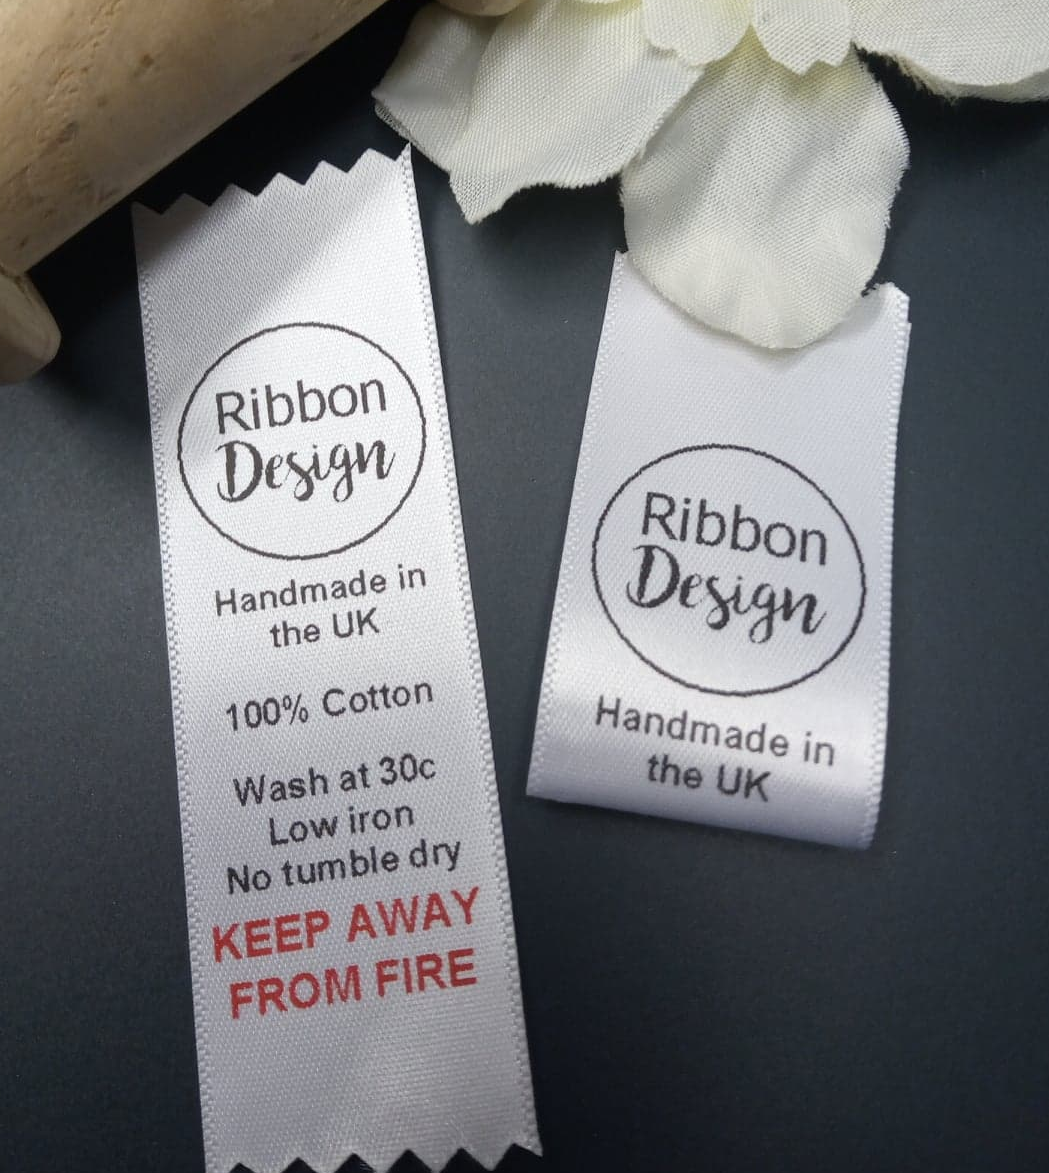 Ribbon
Design
Handmade in
the UK
100% Cotton
Wash at 30c
Low iron
No tumble dry
KEEP AWAY
FROM FIRE
Ribbon
Design
Handmade in
the UK